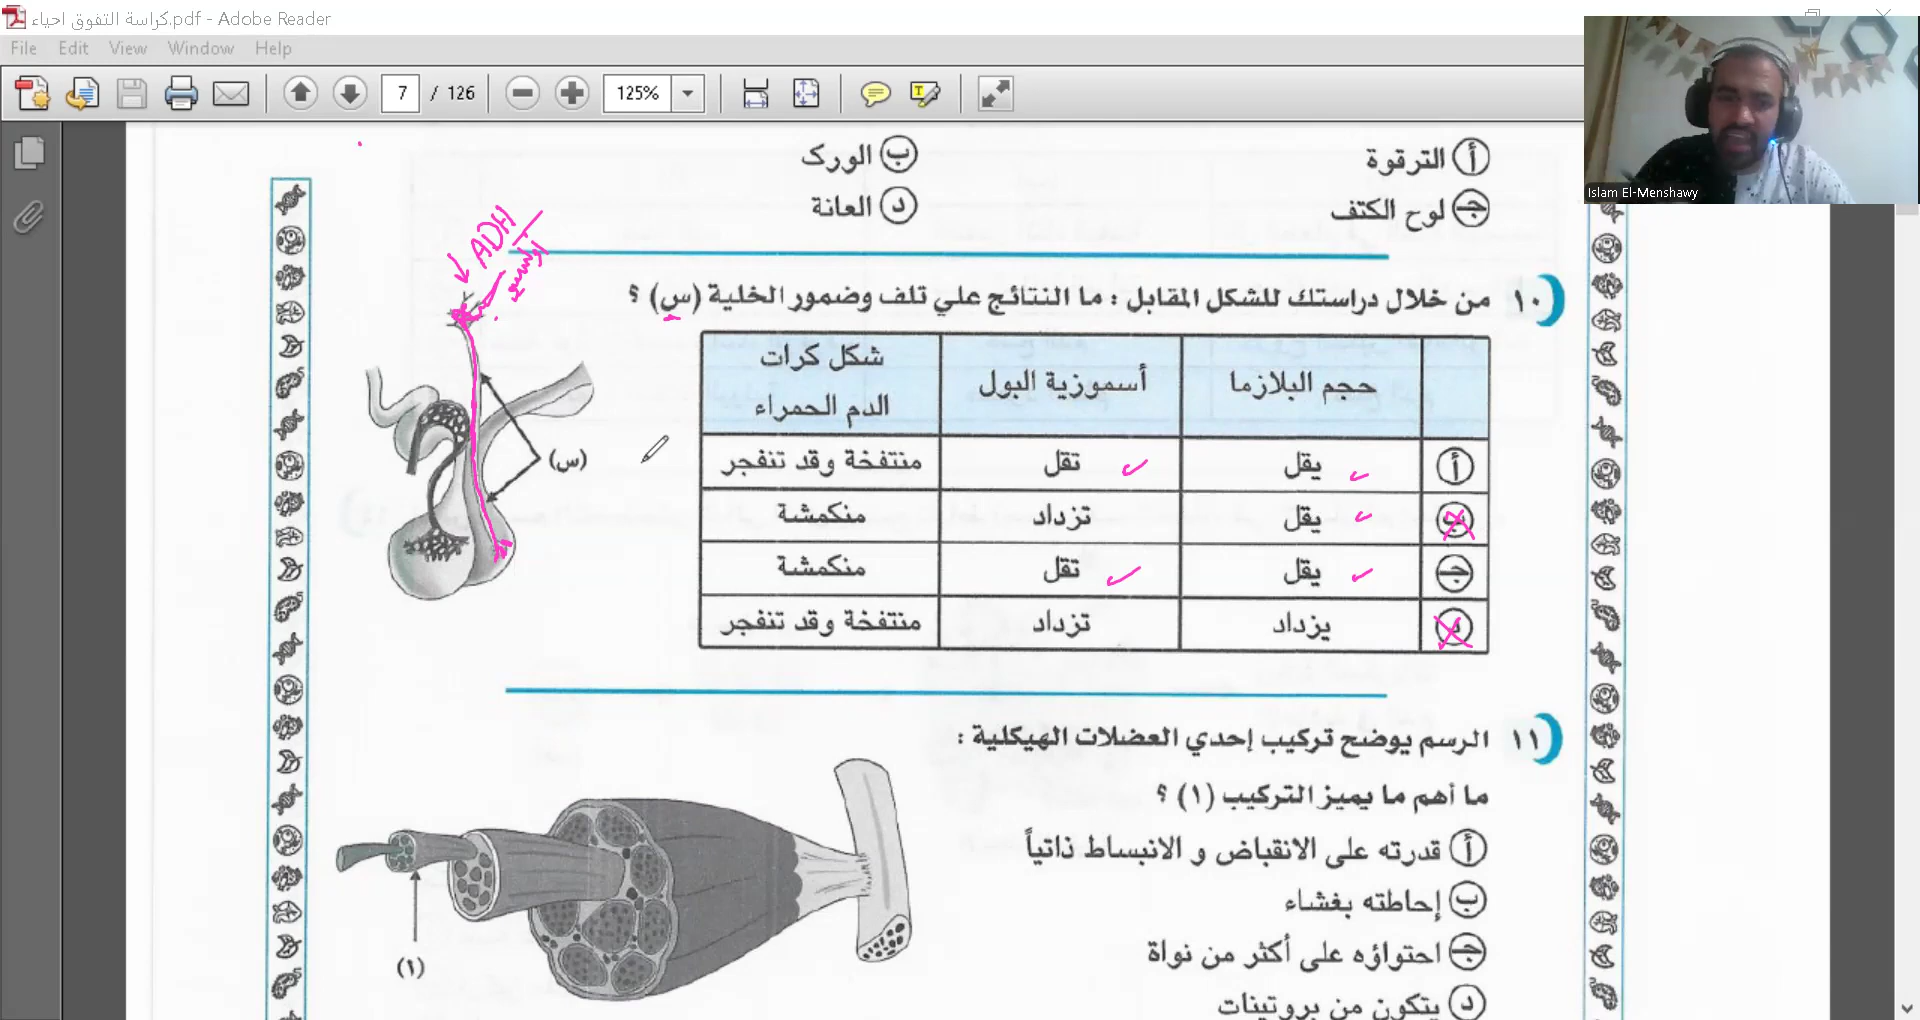 كراسة التفوق احياء.pdf - Adobe Reader
File Edit View Window Help
7 / 126 125%
Islam El-Menshawy
أ الترقوة
ب الورك
جـ لوح الكتف
د العانة
ADH
١٠ من خلال دراستك للشكل المقابل : ما النتائج علي تلف وضمور الخلية (س) ؟
حجم البلازما أسموزية البول شكل كرات الدم الحمراء
أ يقل تقل منتفخة وقد تنفجر
ب يقل تزداد منكمشة
جـ يقل تقل منكمشة
د يزداد تزداد منتفخة وقد تنفجر
(س)
١١ الرسم يوضح تركيب إحدي العضلات الهيكلية :
ما أهم ما يميز التركيب (١) ؟
أ قدرته على الانقباض و الانبساط ذاتياً
ب إحاطته بغشاء
جـ احتواؤه على أكثر من نواة
د يتكون من بروتينات
(١)